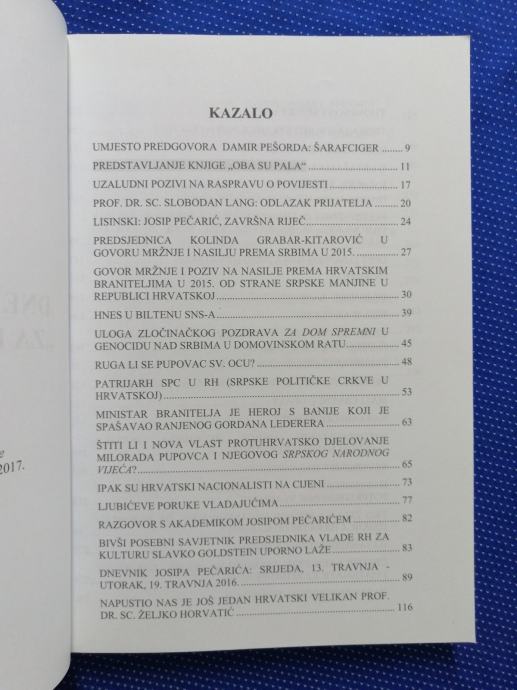 KAZALO
UMJESTO PREDGOVORA DAMIR PEŠORDA: ŠARAFCIGER ........ 9
PREDSTAVLJANJE KNJIGE „OBA SU PALA“ ........ 11
UZALUDNI POZIVI NA RASPRAVU O POVIJESTI ........ 17
PROF. DR. SC. SLOBODAN LANG: ODLAZAK PRIJATELJA ........ 20
LISINSKI: JOSIP PEČARIĆ, ZAVRŠNA RIJEČ ........ 24
PREDSJEDNICA KOLINDA GRABAR-KITAROVIĆ U
GOVORU MRŽNJE I NASILJU PREMA SRBIMA U 2015. ........ 27
GOVOR MRŽNJE I POZIV NA NASILJE PREMA HRVATSKIM
BRANITELJIMA U 2015. OD STRANE SRPSKE MANJINE U
REPUBLICI HRVATSKOJ ........ 30
HNES U BILTENU SNS-A ........ 39
ULOGA ZLOČINAČKOG POZDRAVA ZA DOM SPREMNI U
GENOCIDU NAD SRBIMA U DOMOVINSKOM RATU ........ 45
RUGA LI SE PUPOVAC SV. OCU? ........ 48
PATRIJARH SPC U RH (SRPSKE POLITIČKE CRKVE U
HRVATSKOJ) ........ 53
MINISTAR BRANITELJA JE HEROJ S BANIJE KOJI JE
SPAŠAVAO RANJENOG GORDANA LEDERERA ........ 63
ŠTITI LI I NOVA VLAST PROTUHRVATSKO DJELOVANJE
MILORADA PUPOVCA I NJEGOVOG SRPSKOG NARODNOG
VIJEĆA? ........ 65
IPAK SU HRVATSKI NACIONALISTI NA CIJENI ........ 73
LJUBIĆEVE PORUKE VLADAJUĆIMA ........ 77
RAZGOVOR S AKADEMIKOM JOSIPOM PEČARIĆEM ........ 82
BIVŠI POSEBNI SAVJETNIK PREDSJEDNIKA VLADE RH ZA
KULTURU SLAVKO GOLDSTEIN UPORNO LAŽE ........ 83
DNEVNIK JOSIPA PEČARIĆA: SRIJEDA, 13. TRAVNJA -
UTORAK, 19. TRAVNJA 2016. ........ 89
NAPUSTIO NAS JE JOŠ JEDAN HRVATSKI VELIKAN PROF.
DR. SC. ŽELJKO HORVATIĆ ........ 116
2017.